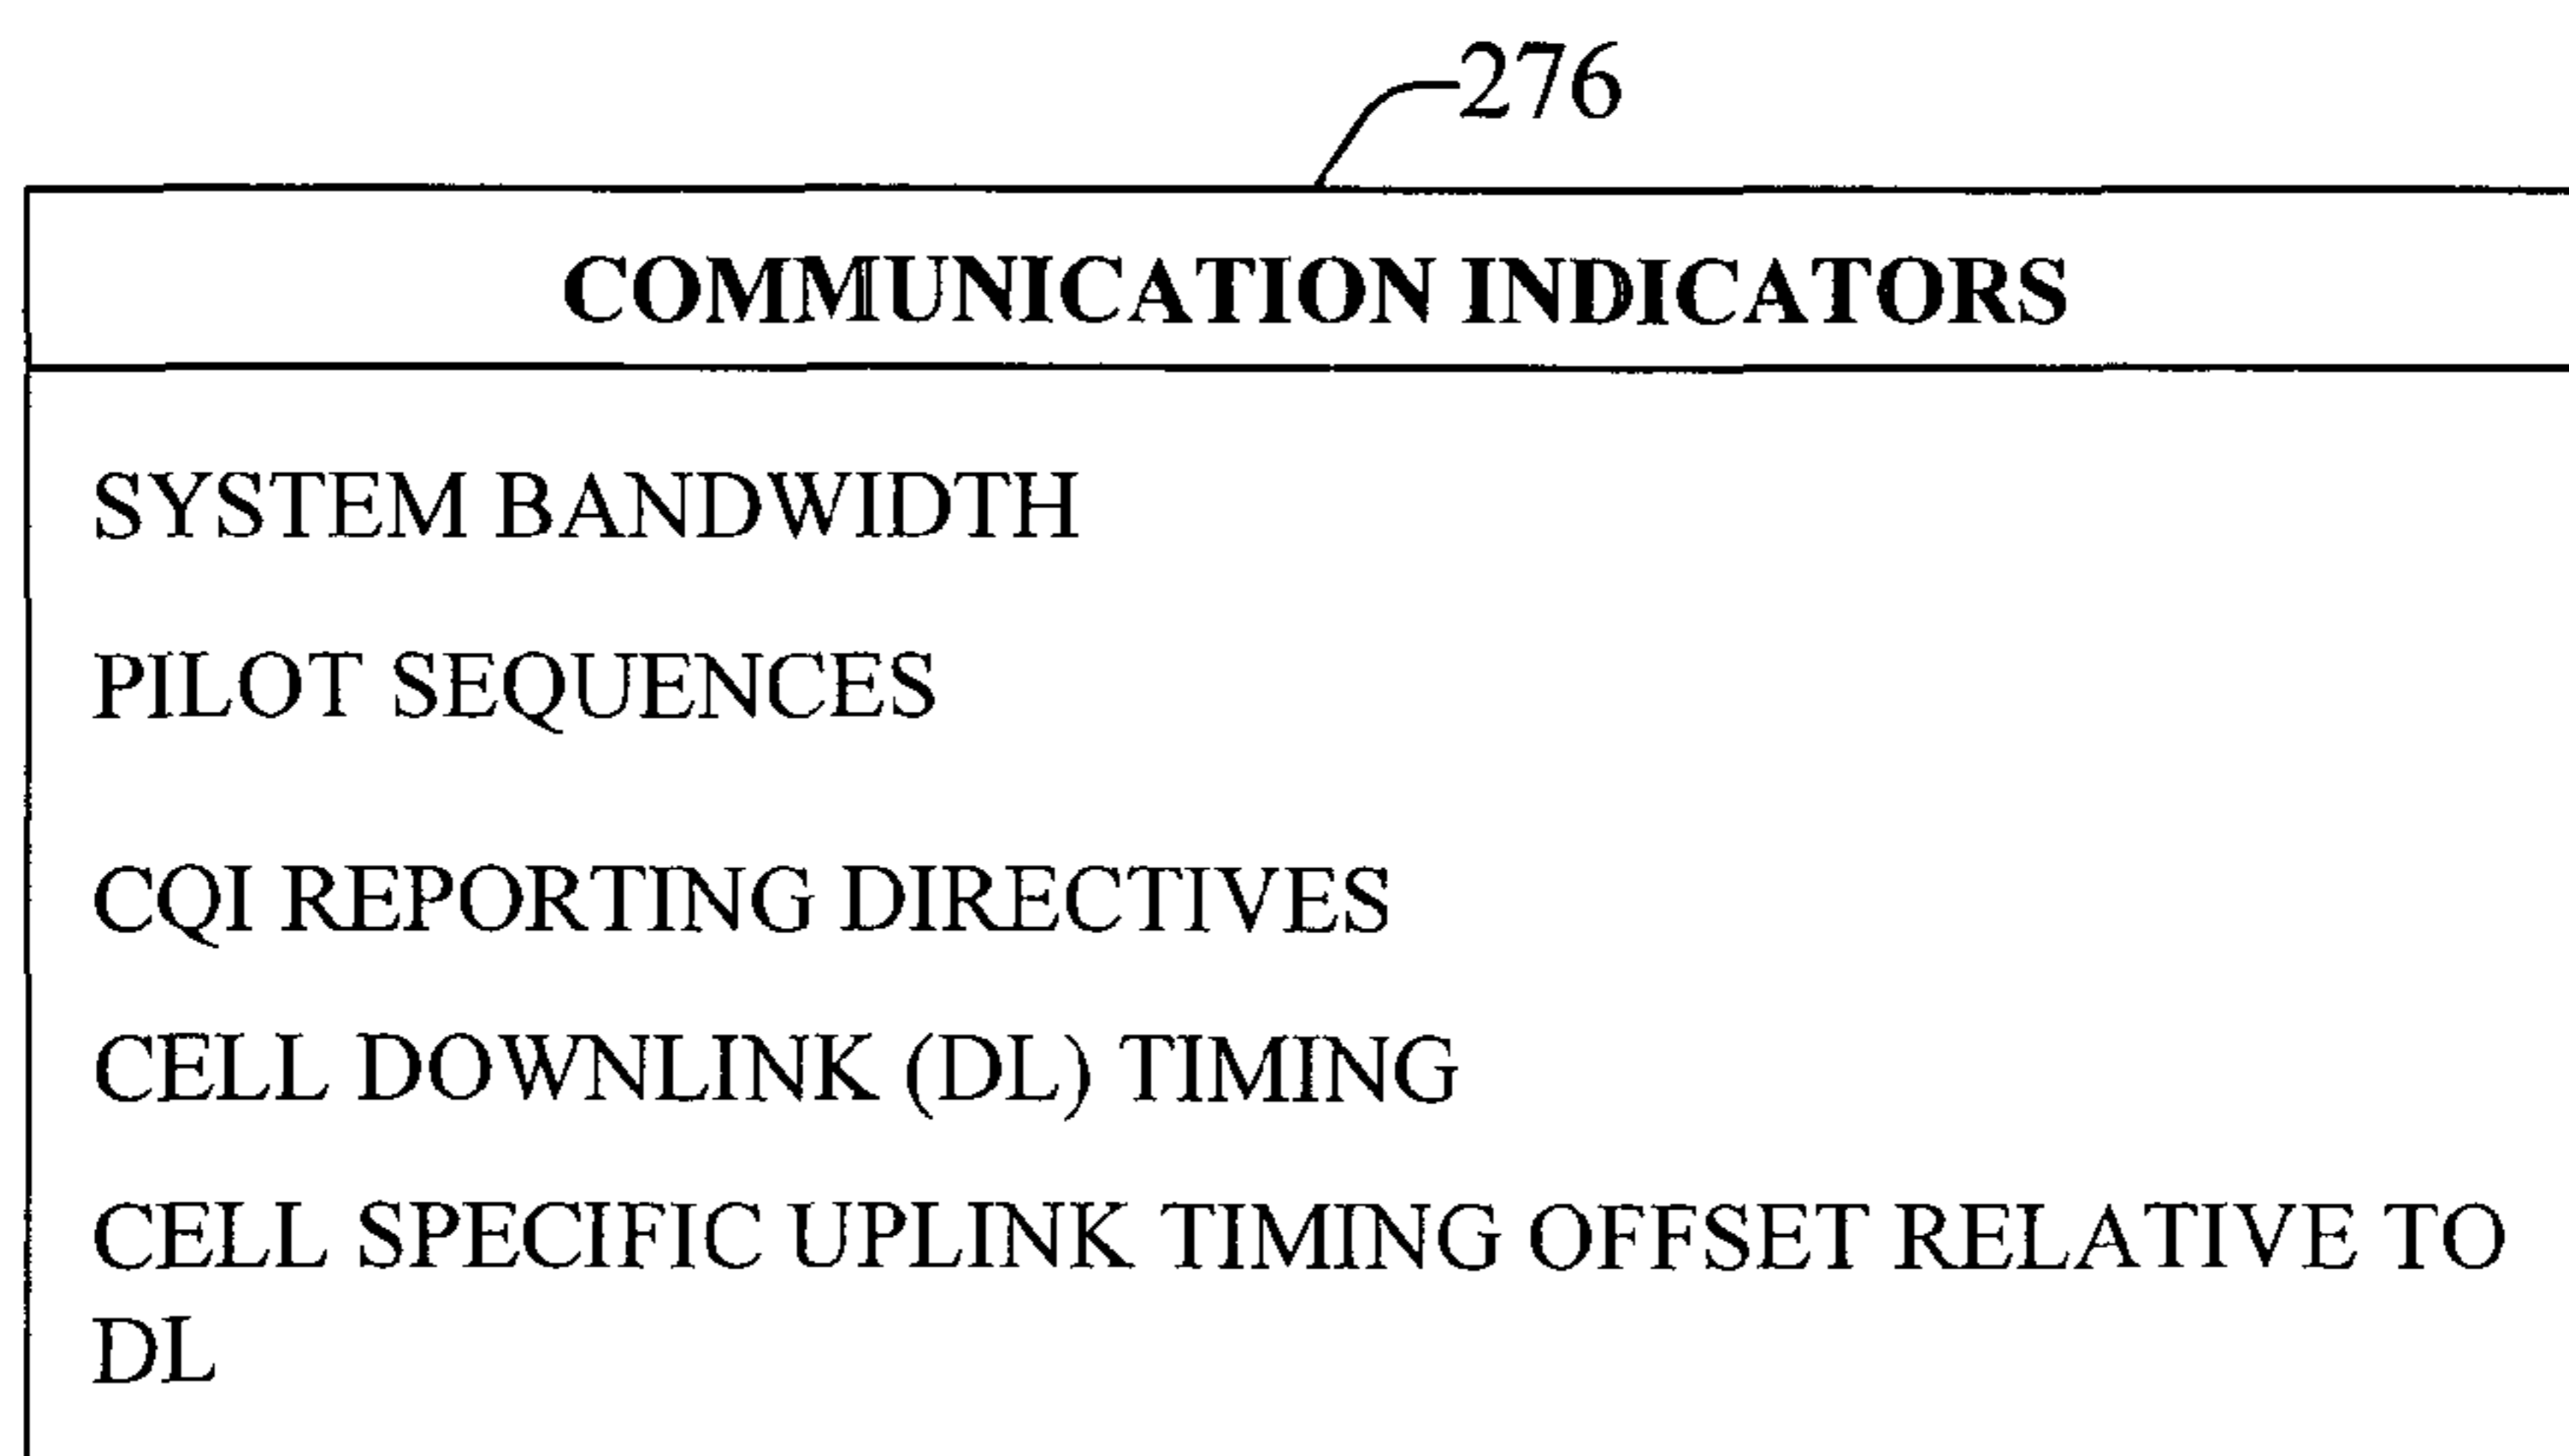 276
COMMUNICATION INDICATORS
SYSTEM BANDWIDTH
PILOT SEQUENCES
CQI REPORTING DIRECTIVES
CELL DOWNLINK (DL) TIMING
CELL SPECIFIC UPLINK TIMING OFFSET RELATIVE TO
DL